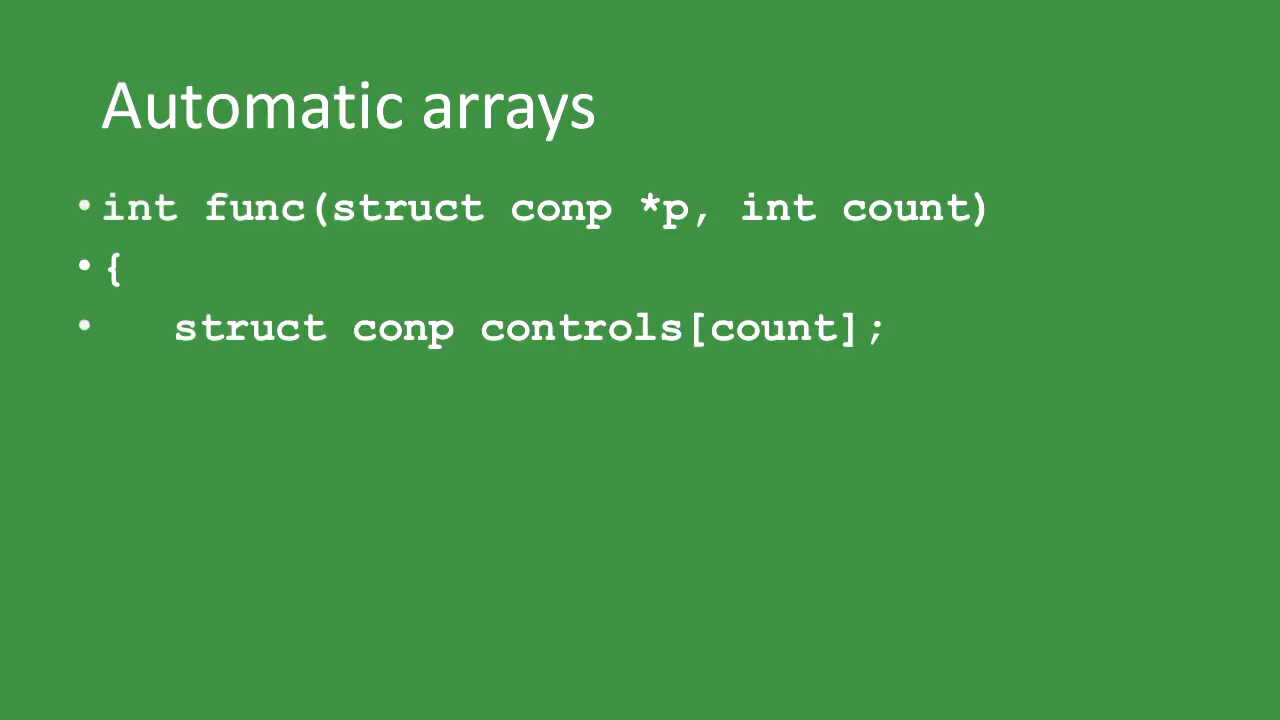 Automatic arrays
• int func(struct conp *p, int count)
• {
•    struct conp controls[count];